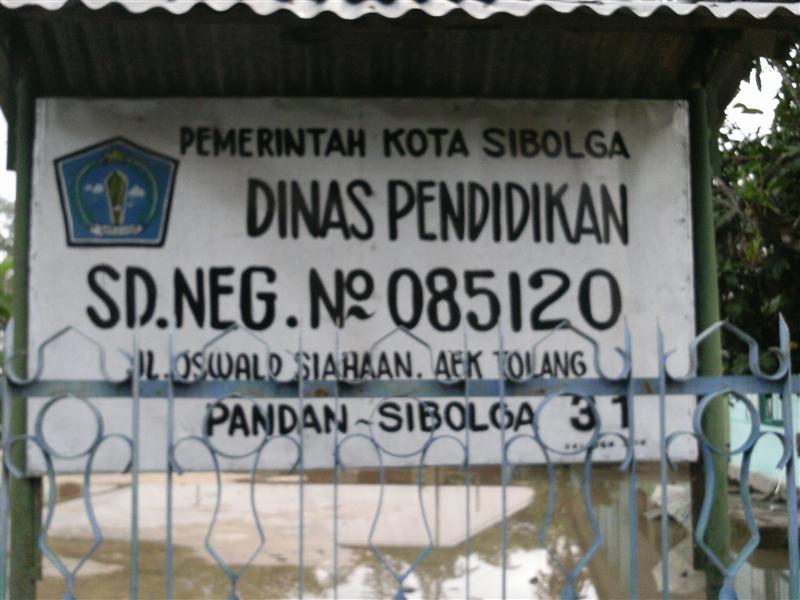 PEMERINTAH KOTA SIBOLGA
DINAS PENDIDIKAN
SD.NEG. No 085120
JL. OSWALD SIAHAAN. AEK TOLANG
PANDAN ~ SIBOLGA 31